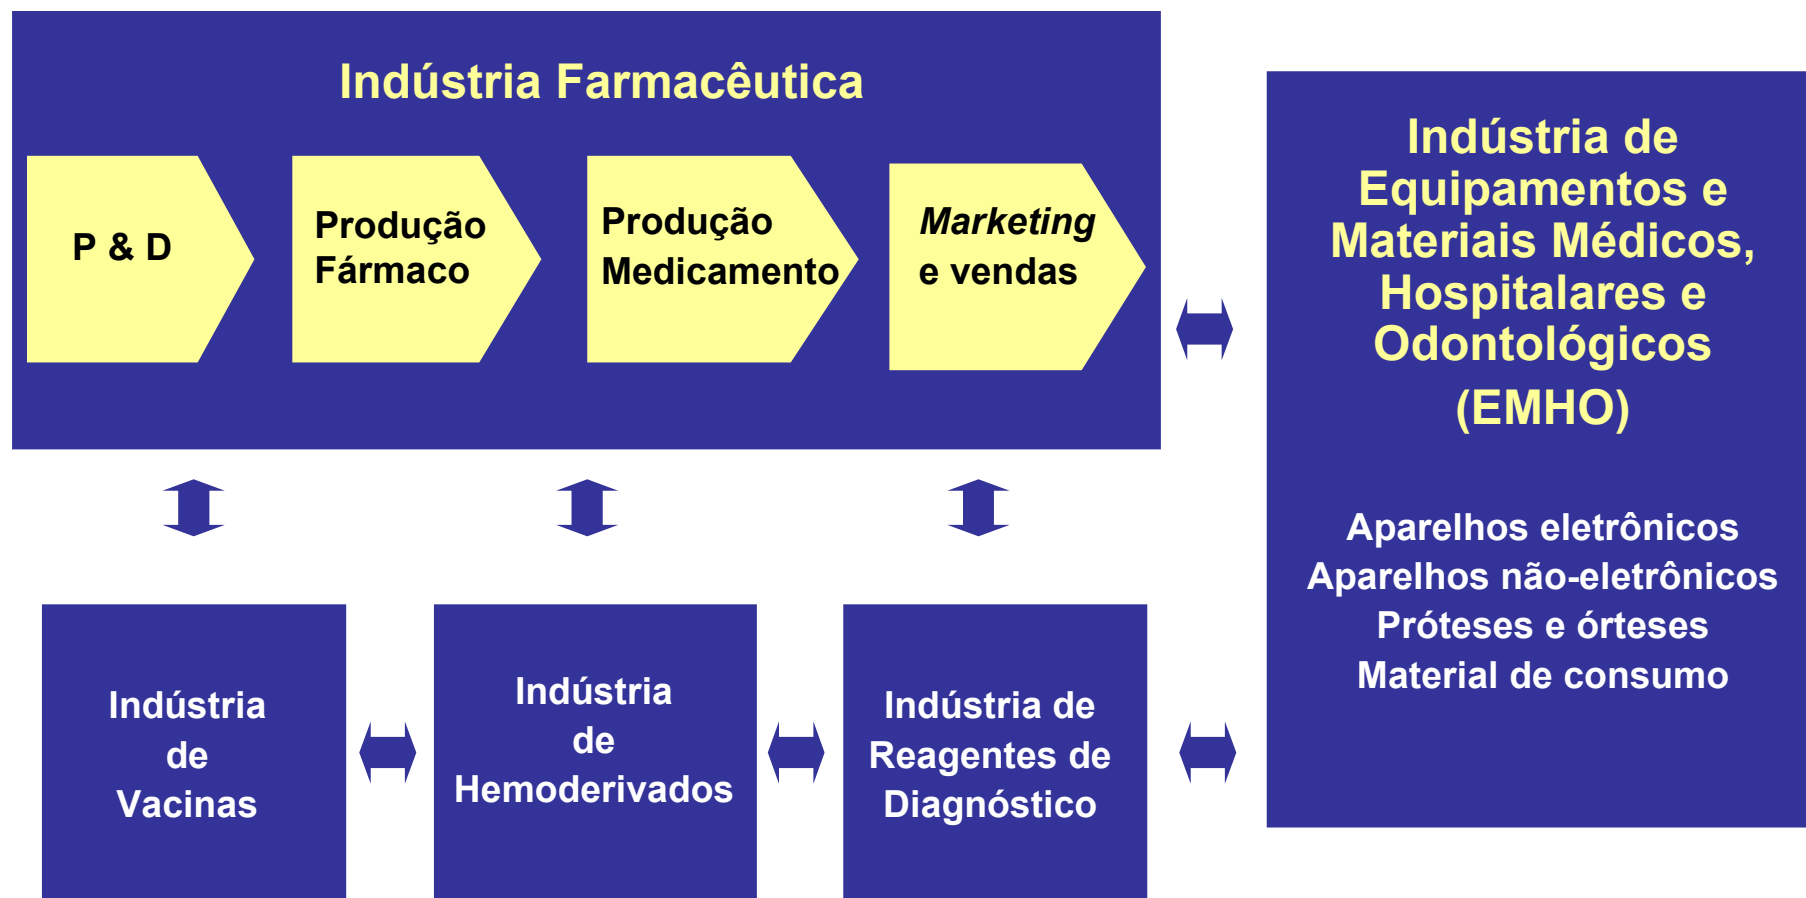 Indústria Farmacêutica
P & D
Produção
Fármaco
Produção
Medicamento
Marketing
e vendas
Indústria de
Equipamentos e
Materiais Médicos,
Hospitalares e
Odontológicos
(EMHO)
Aparelhos eletrônicos
Aparelhos não-eletrônicos
Próteses e órteses
Material de consumo
Indústria
de
Vacinas
Indústria
de
Hemoderivados
Indústria de
Reagentes de
Diagnóstico